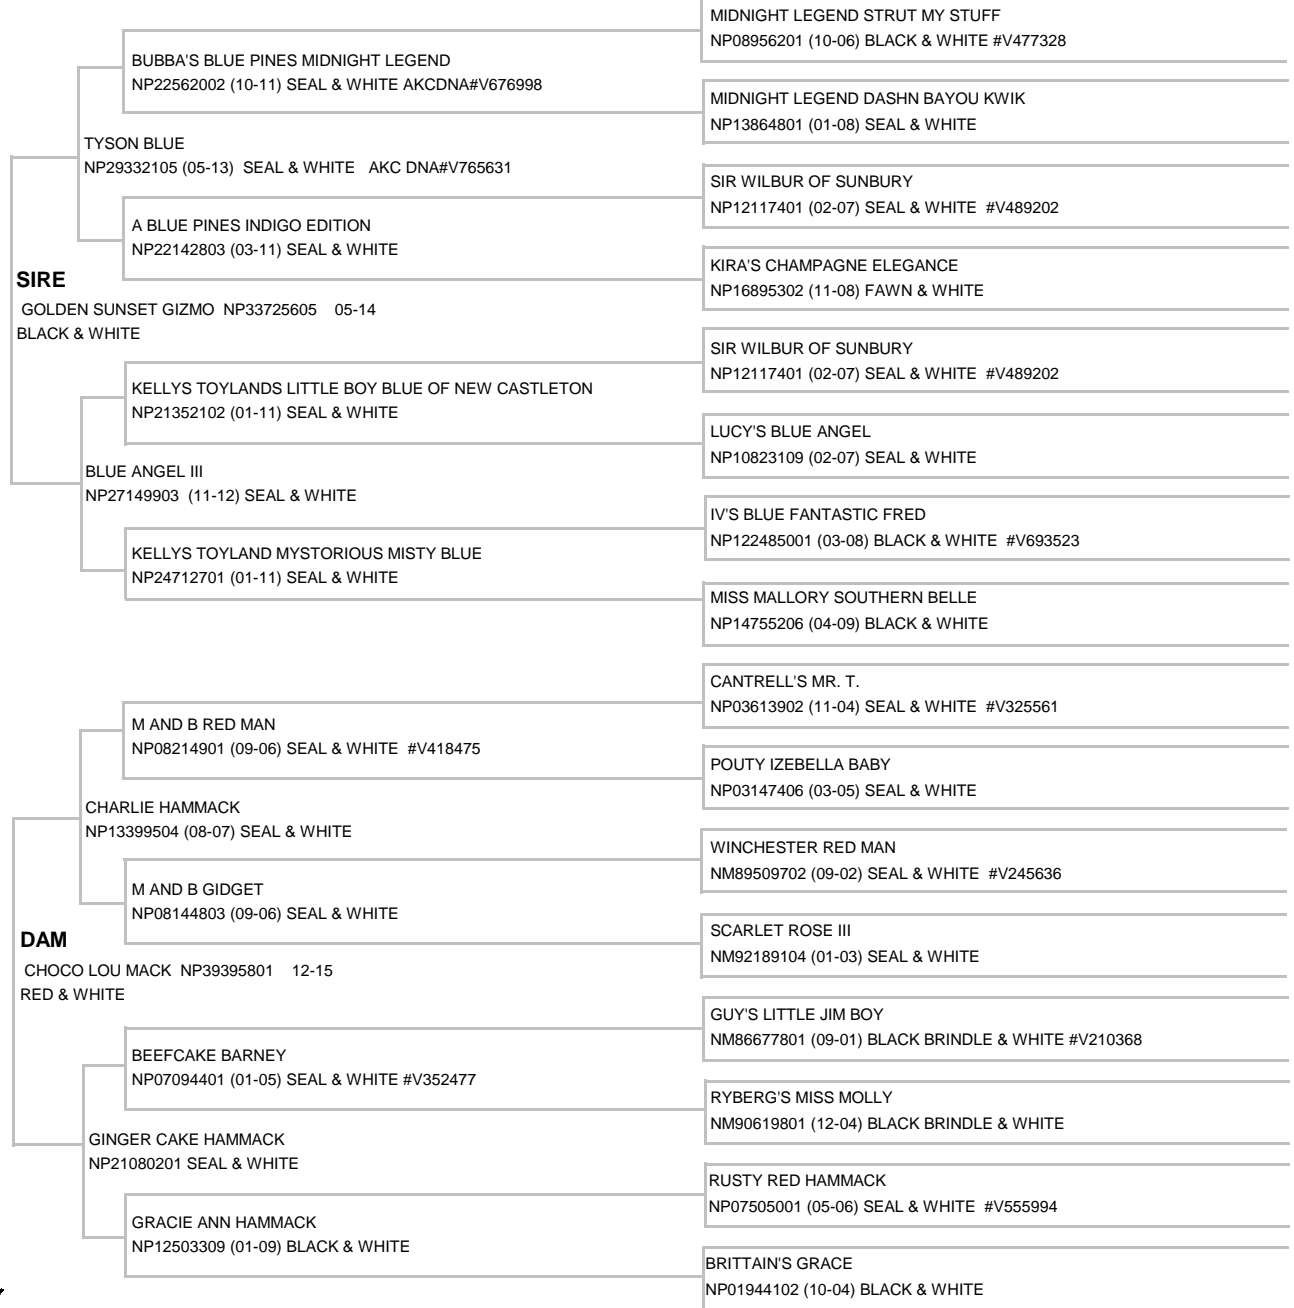 MIDNIGHT LEGEND STRUT MY STUFF
NP08956201 (10-06) BLACK & WHITE #V477328
BUBBA'S BLUE PINES MIDNIGHT LEGEND
NP22562002 (10-11) SEAL & WHITE AKCDNA#V676998
MIDNIGHT LEGEND DASHN BAYOU KWIK
NP13864801 (01-08) SEAL & WHITE
TYSON BLUE
NP29332105 (05-13) SEAL & WHITE AKC DNA#V765631
SIR WILBUR OF SUNBURY
NP12117401 (02-07) SEAL & WHITE #V489202
A BLUE PINES INDIGO EDITION
NP22142803 (03-11) SEAL & WHITE
KIRA'S CHAMPAGNE ELEGANCE
NP16895302 (11-08) FAWN & WHITE
SIRE
GOLDEN SUNSET GIZMO NP33725605 05-14
BLACK & WHITE
SIR WILBUR OF SUNBURY
NP12117401 (02-07) SEAL & WHITE #V489202
KELLYS TOYLANDS LITTLE BOY BLUE OF NEW CASTLETON
NP21352102 (01-11) SEAL & WHITE
LUCY'S BLUE ANGEL
NP10823109 (02-07) SEAL & WHITE
BLUE ANGEL III
NP27149903 (11-12) SEAL & WHITE
IV'S BLUE FANTASTIC FRED
NP122485001 (03-08) BLACK & WHITE #V693523
KELLYS TOYLAND MYSTORIOUS MISTY BLUE
NP24712701 (01-11) SEAL & WHITE
MISS MALLORY SOUTHERN BELLE
NP14755206 (04-09) BLACK & WHITE
CANTRELL'S MR. T.
NP03613902 (11-04) SEAL & WHITE #V325561
M AND B RED MAN
NP08214901 (09-06) SEAL & WHITE #V418475
POUTY IZEBELLA BABY
NP03147406 (03-05) SEAL & WHITE
CHARLIE HAMMACK
NP13399504 (08-07) SEAL & WHITE
WINCHESTER RED MAN
NM89509702 (09-02) SEAL & WHITE #V245636
M AND B GIDGET
NP08144803 (09-06) SEAL & WHITE
SCARLET ROSE III
NM92189104 (01-03) SEAL & WHITE
DAM
CHOCO LOU MACK NP39395801 12-15
RED & WHITE
GUY'S LITTLE JIM BOY
NM86677801 (09-01) BLACK BRINDLE & WHITE #V210368
BEEFCAKE BARNEY
NP07094401 (01-05) SEAL & WHITE #V352477
RYBERG'S MISS MOLLY
NM90619801 (12-04) BLACK BRINDLE & WHITE
GINGER CAKE HAMMACK
NP21080201 SEAL & WHITE
RUSTY RED HAMMACK
NP07505001 (05-06) SEAL & WHITE #V555994
GRACIE ANN HAMMACK
NP12503309 (01-09) BLACK & WHITE
BRITTAIN'S GRACE
NP01944102 (10-04) BLACK & WHITE